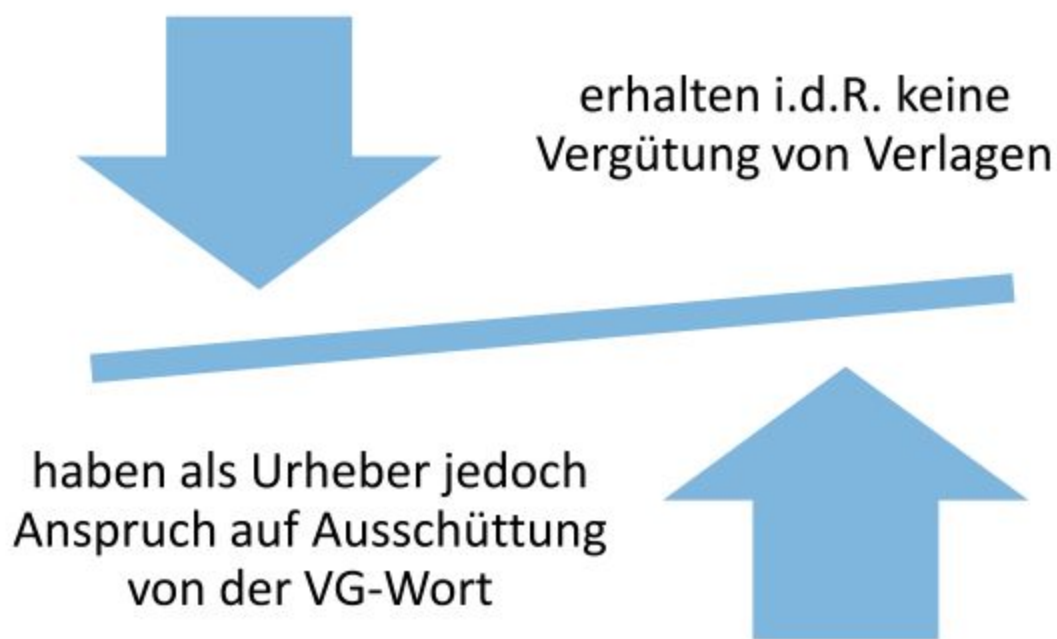 erhalten i.d.R. keine
Vergütung von Verlagen
haben als Urheber jedoch
Anspruch auf Ausschüttung
von der VG-Wort